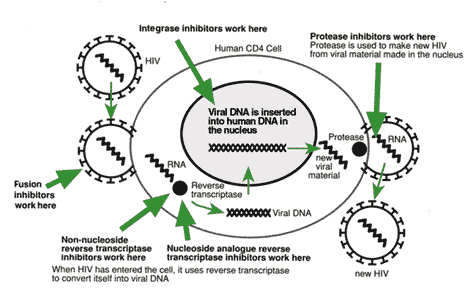 Integrase inhibitors work here
Protease inhibitors work here
Protease is used to make new HIV
from viral material made in the nucleus
Human CD4 Cell
HIV
Viral DNA is inserted
into human DNA in
the nucleus
Protease
RNA
new
viral
material
RNA
Reverse
transcriptase
Fusion
inhibitors
work here
Viral DNA
Non-nucleoside
reverse transcriptase
inhibitors work here
Nucleoside analogue reverse
transcriptase inhibitors work here
When HIV has entered the cell, it uses reverse transcriptase
to convert itself into viral DNA
new HIV